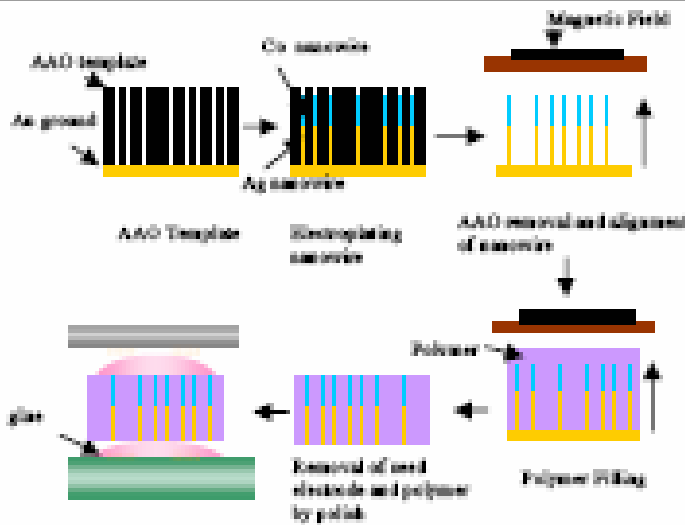 Magnetic Field
Co nanowire
AAO template
Au ground
Ag nanowire
AAO Template
Electroplating
nanowire
AAO removal and alignment
of nanowire
Polymer
glue
Removal of seed
electrode and polymer
by polish
Polymer Filling